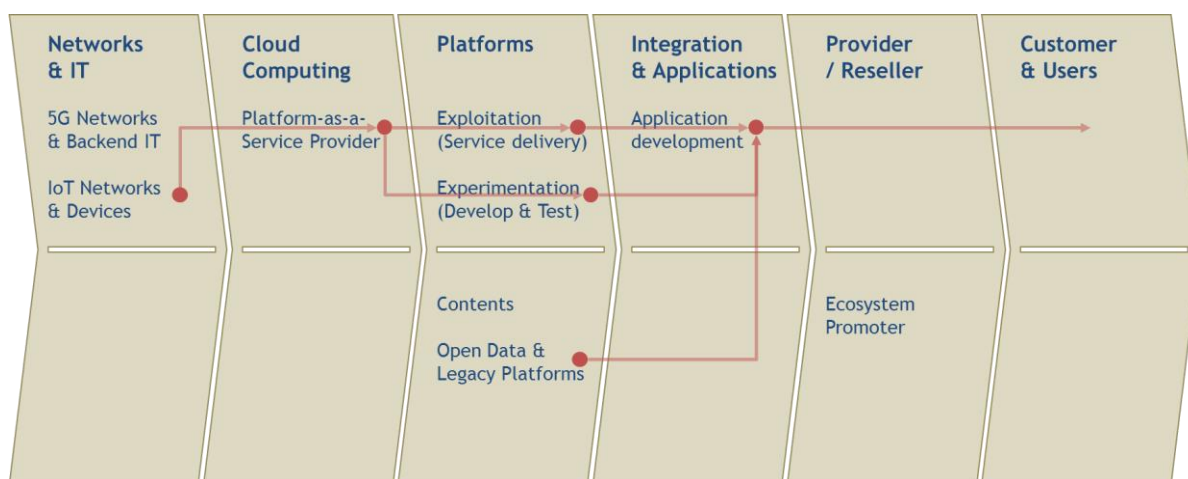 Networks
& IT
5G Networks
& Backend IT
IoT Networks
& Devices
Cloud
Computing
Platform-as-a-
Service Provider
Platforms
Exploitation
(Service delivery)
Experimentation
(Develop & Test)
Contents
Open Data &
Legacy Platforms
Integration
& Applications
Application
development
Provider
/ Reseller
Ecosystem
Promoter
Customer
& Users